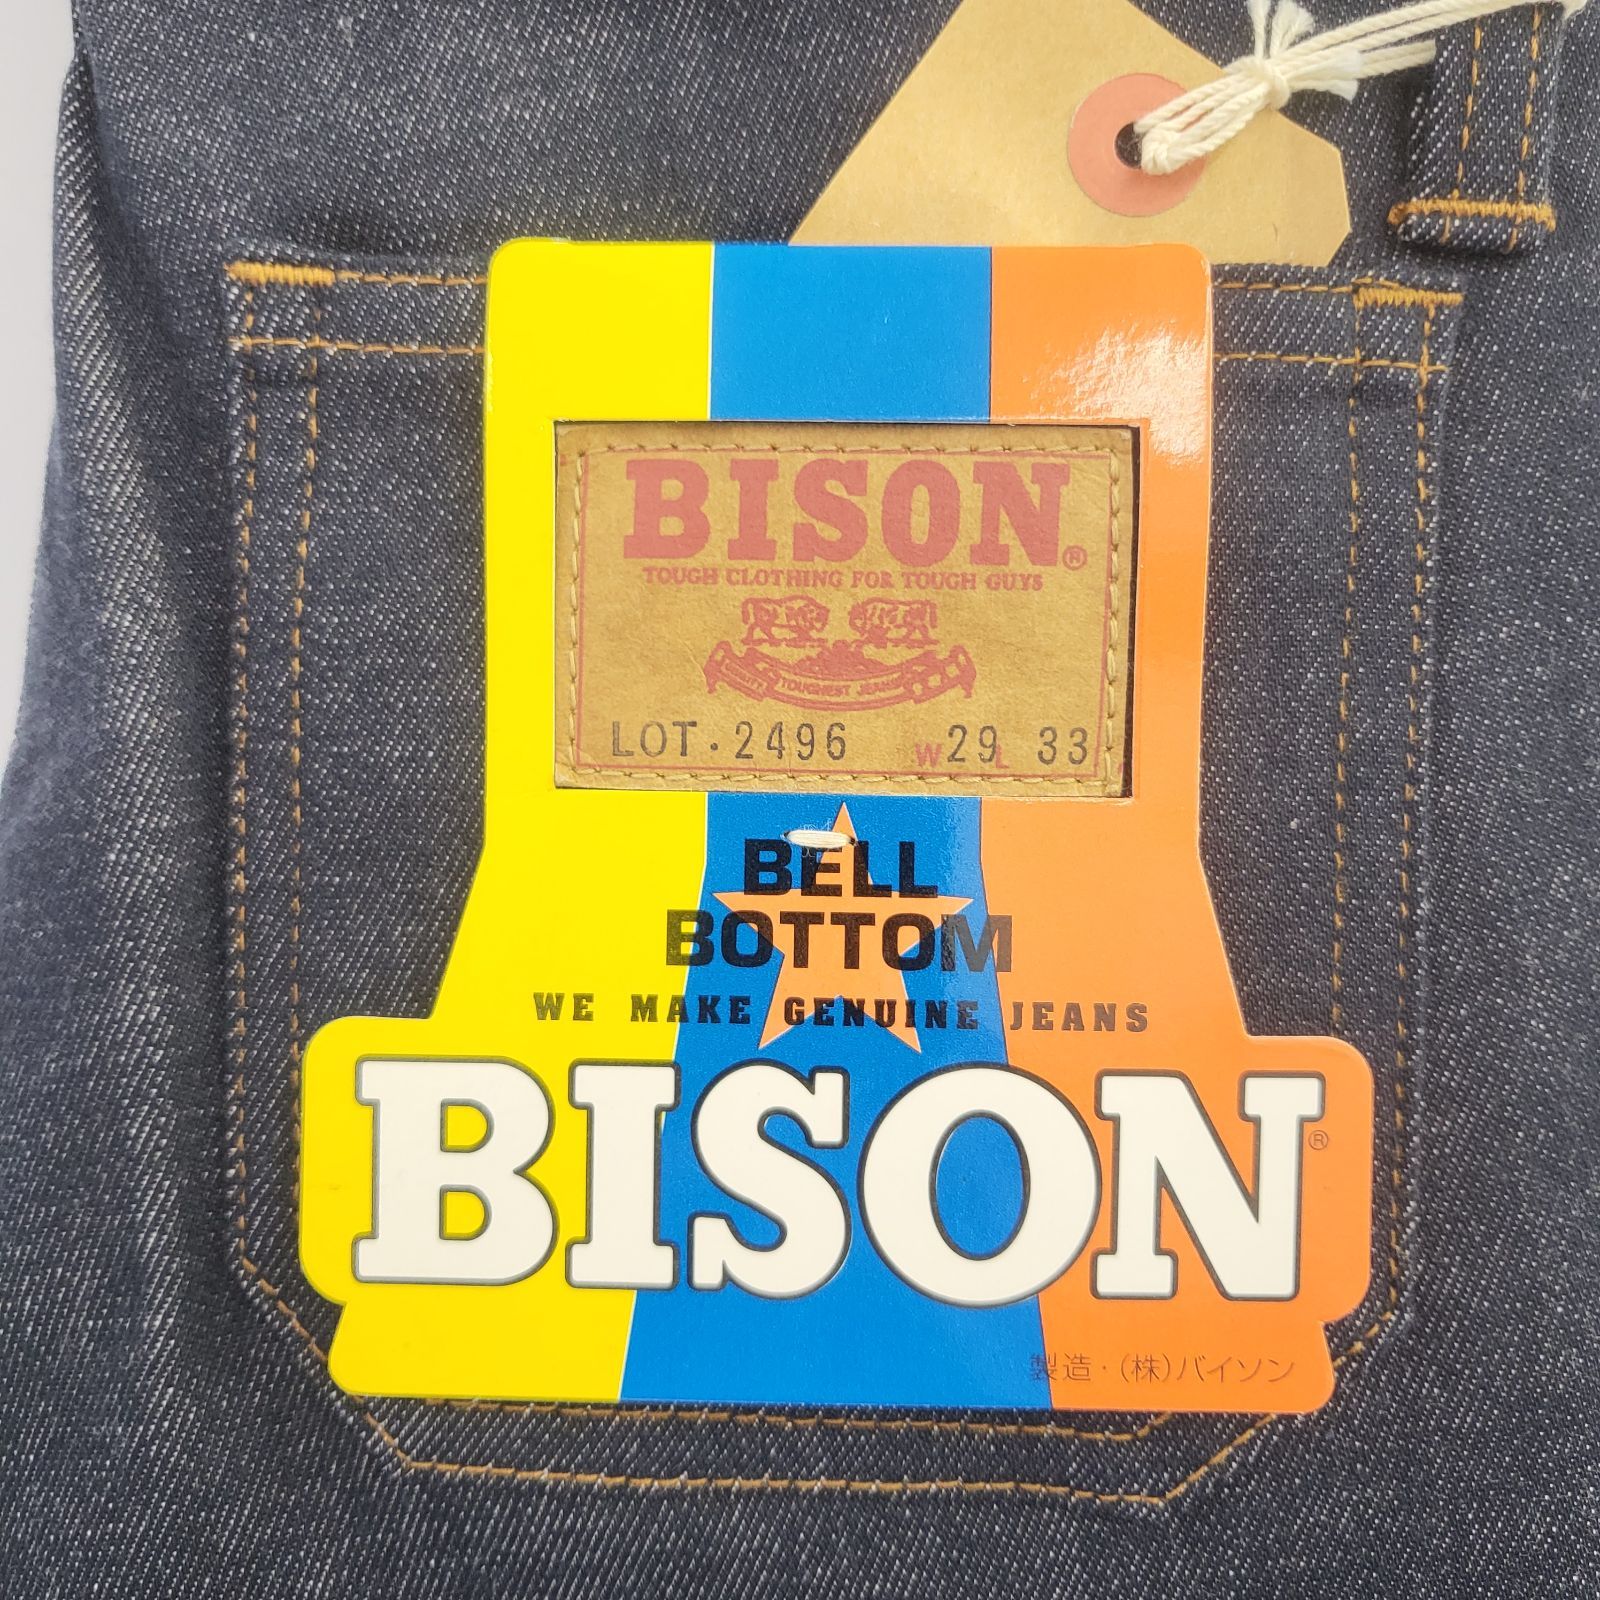 BISON®
TOUGH CLOTHING FOR TOUGH GUYS
TOUGHEST JEANS
LOT.2496 W29 L 33
BELL
BOTTOM
WE MAKE GENUINE JEANS
BISON®
製造・(株)バイソン